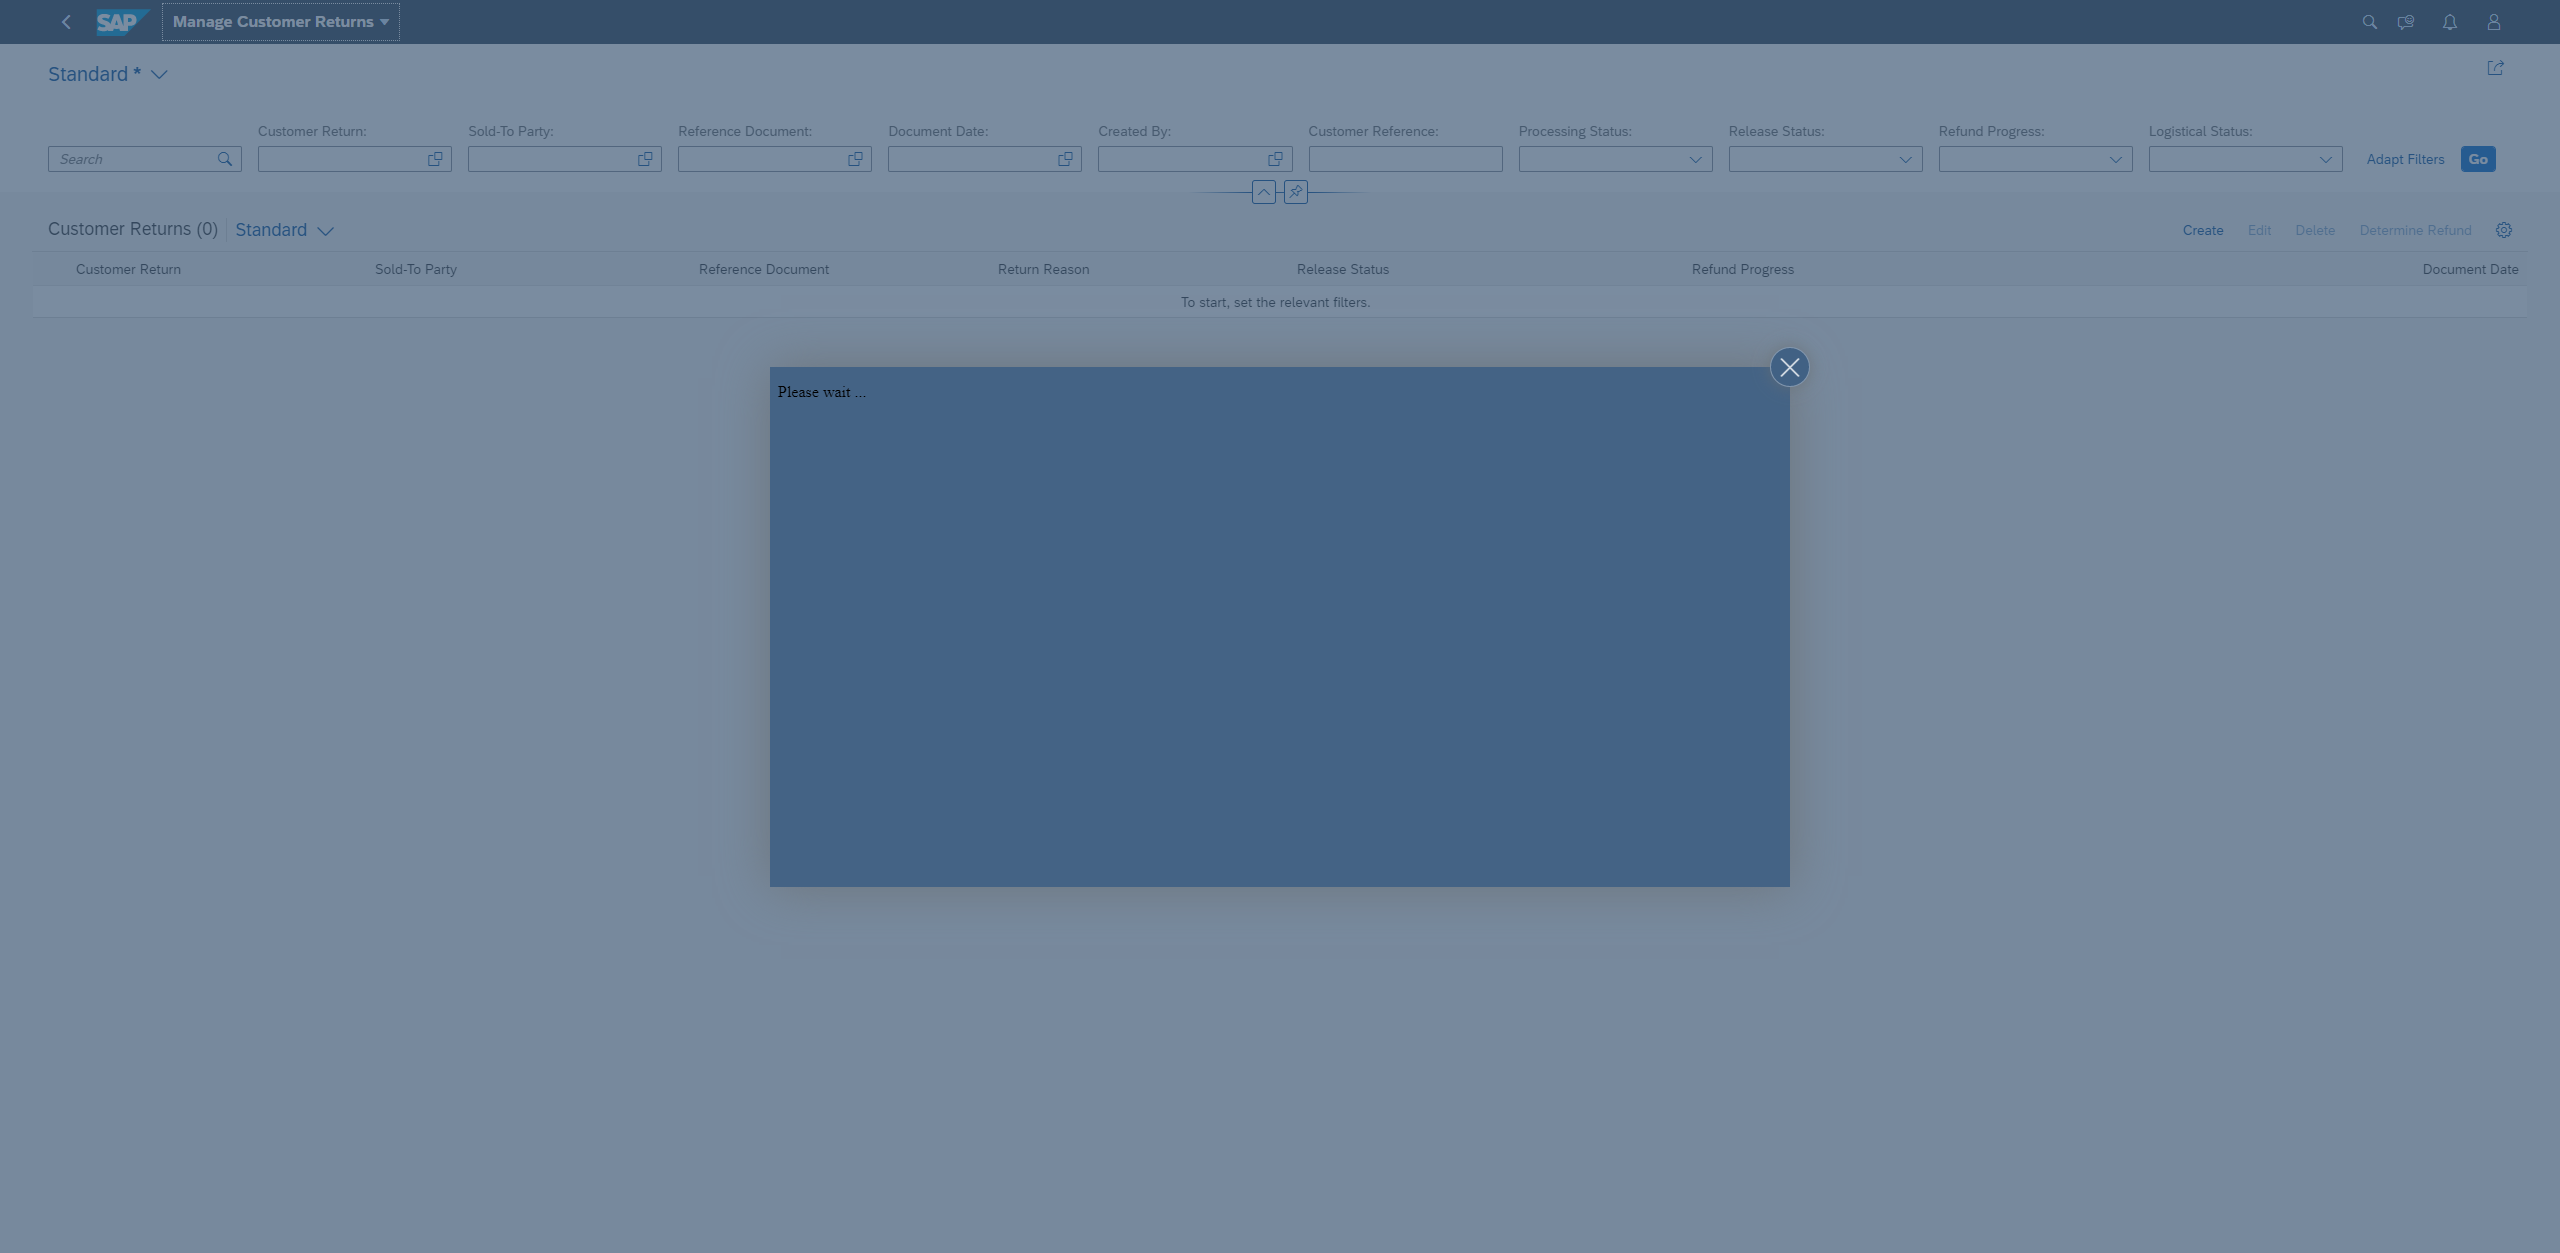 SAP Manage Customer Returns
Standard *
Customer Return: Sold-To Party: Reference Document: Document Date: Created By: Customer Reference: Processing Status: Release Status: Refund Progress: Logistical Status:
Search Adapt Filters Go
Customer Returns (0) Standard Create Edit Delete Determine Refund
Customer Return Sold-To Party Reference Document Return Reason Release Status Refund Progress Document Date
To start, set the relevant filters.
Please wait ...